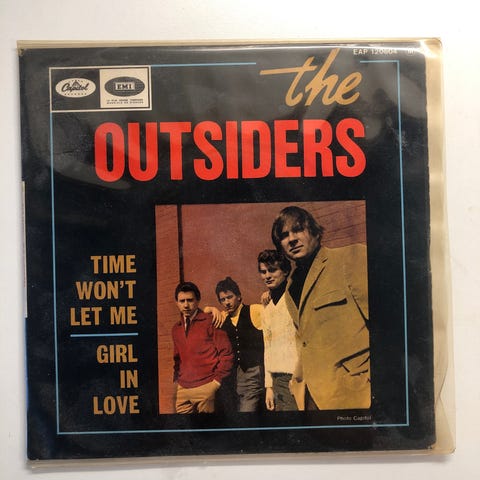 EAP 120804
Capitol
EMI
the
OUTSIDERS
TIME
WON'T
LET ME
GIRL
IN
LOVE
Photo Capitol